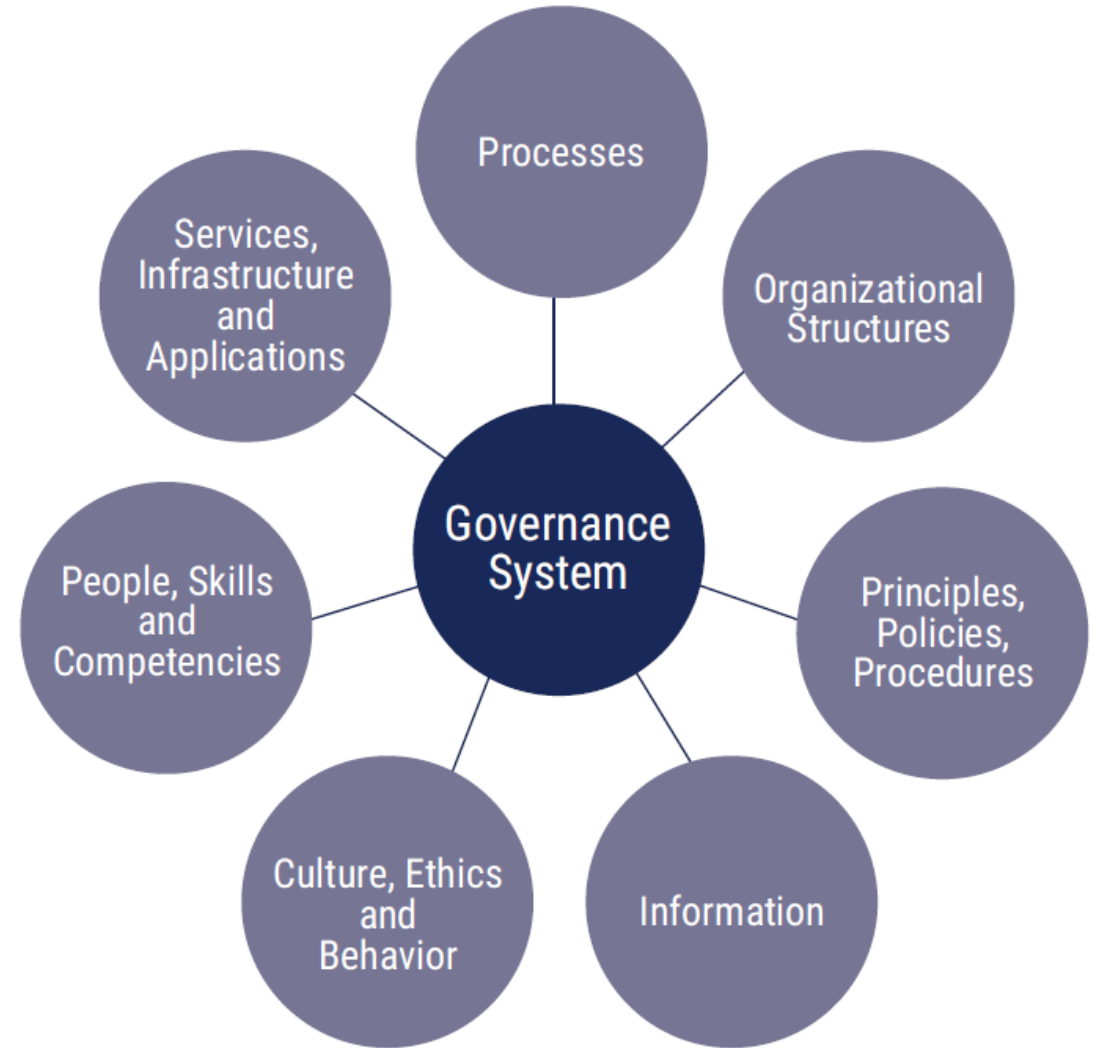 Processes
Organizational
Structures
Principles,
Policies,
Procedures
Information
Culture, Ethics
and
Behavior
People, Skills
and
Competencies
Services,
Infrastructure
and
Applications
Governance
System